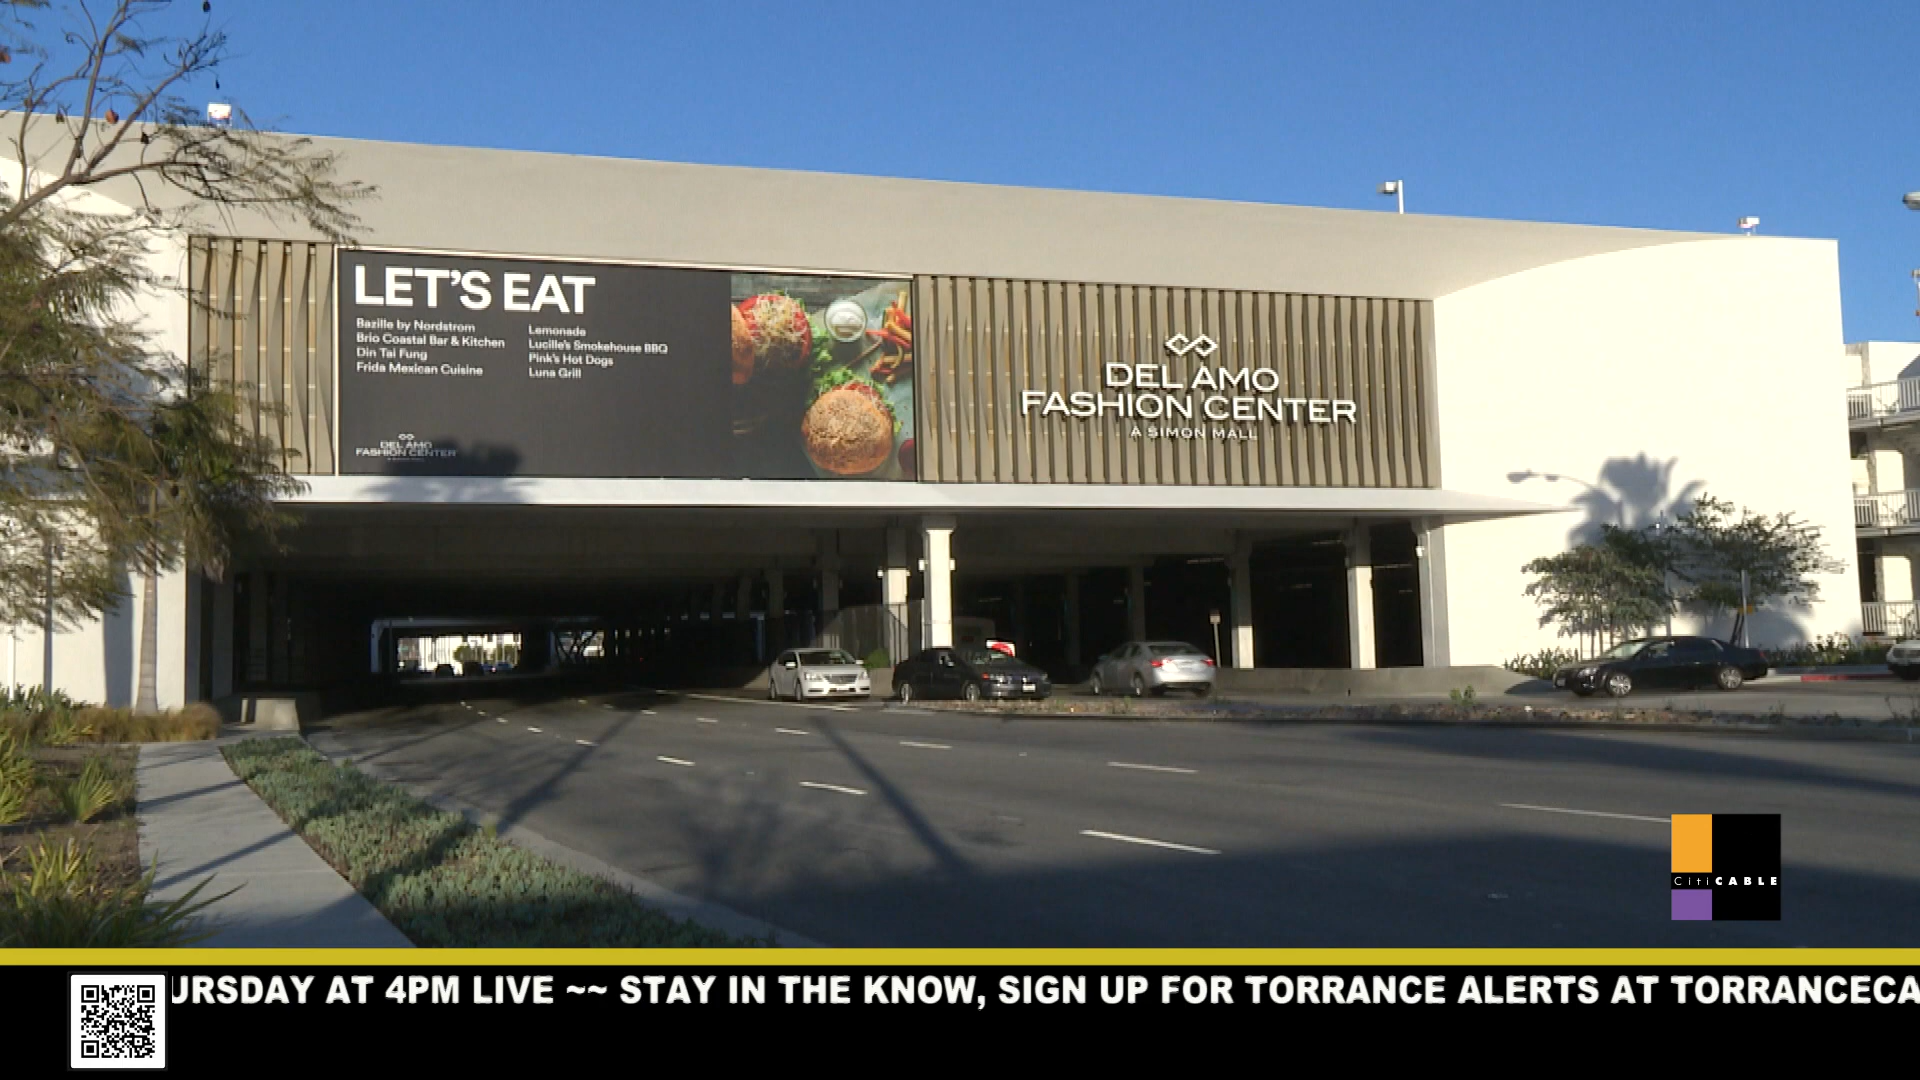 LET'S EAT
Bazille by Nordstrom
Brio Coastal Bar & Kitchen
Din Tai Fung
Frida Mexican Cuisine
Lemonade
Lucille's Smokehouse BBQ
Pink's Hot Dogs
Luna Grill
DEL AMO
FASHION CENTER
DEL AMO
FASHION CENTER
A SIMON MALL
CitiCABLE
URSDAY AT 4PM LIVE ~~ STAY IN THE KNOW, SIGN UP FOR TORRANCE ALERTS AT TORRANCECA